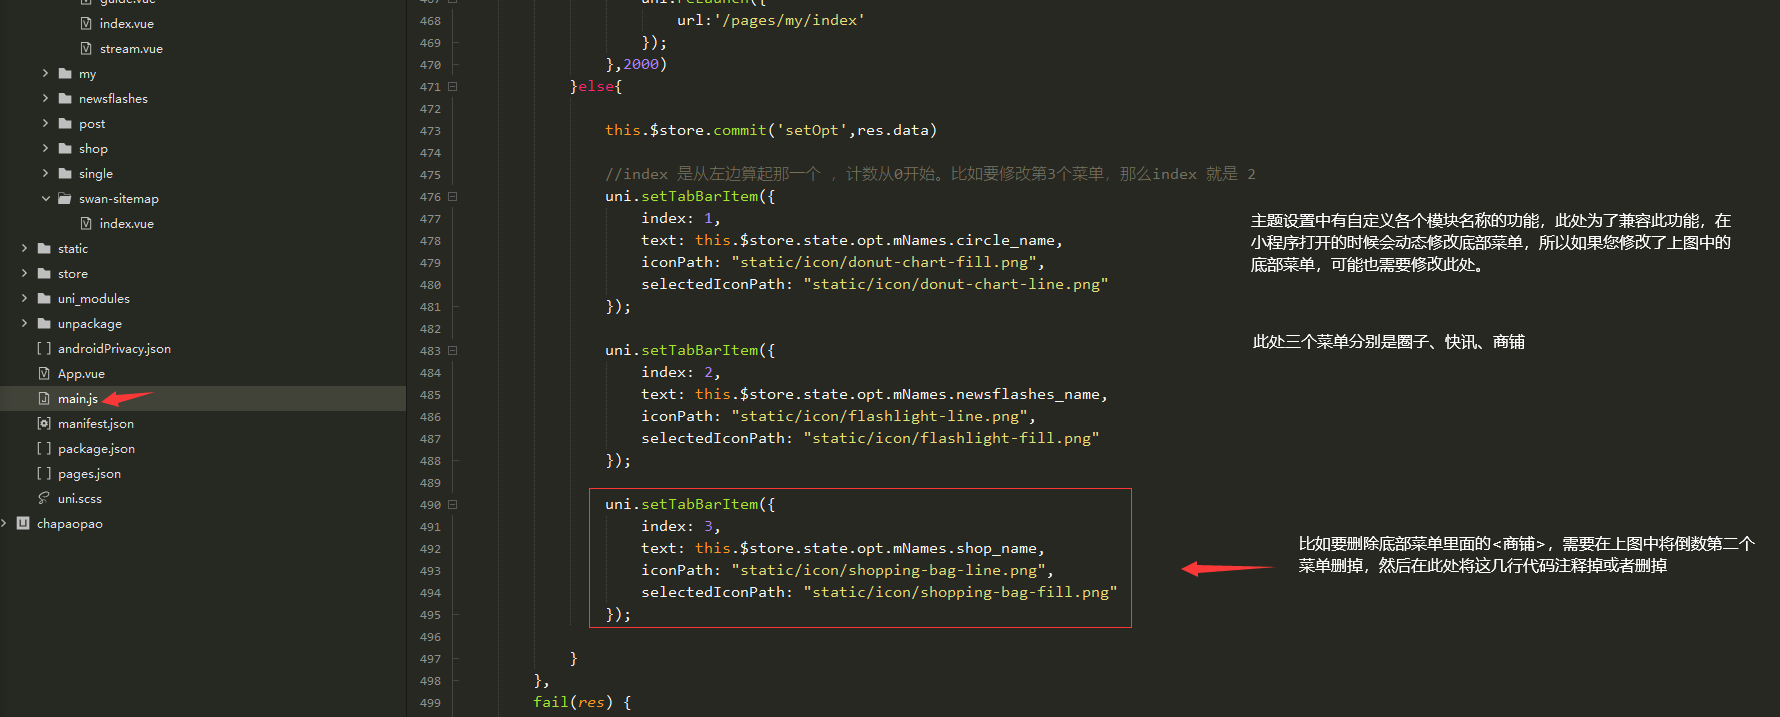 guide.vue
index.vue
stream.vue
my
newsflashes
post
shop
single
swan-sitemap
index.vue
static
store
uni_modules
unpackage
androidPrivacy.json
App.vue
main.js
manifest.json
package.json
pages.json
uni.scss
chapaopao
467 uni.reLaunch({
468 url:'/pages/my/index'
469 });
470 },2000)
471 }else{
472
473 this.$store.commit('setOpt',res.data)
474
475 //index 是从左边算起那一个 ，计数从0开始。比如要修改第3个菜单，那么index 就是 2
476 uni.setTabBarItem({
477 index: 1,
478 text: this.$store.state.opt.mNames.circle_name,
479 iconPath: "static/icon/donut-chart-fill.png",
480 selectedIconPath: "static/icon/donut-chart-line.png"
481 });
482
483 uni.setTabBarItem({
484 index: 2,
485 text: this.$store.state.opt.mNames.newsflashes_name,
486 iconPath: "static/icon/flashlight-line.png",
487 selectedIconPath: "static/icon/flashlight-fill.png"
488 });
489
490 uni.setTabBarItem({
491 index: 3,
492 text: this.$store.state.opt.mNames.shop_name,
493 iconPath: "static/icon/shopping-bag-line.png",
494 selectedIconPath: "static/icon/shopping-bag-fill.png"
495 });
496
497 }
498 },
499 fail(res) {
主题设置中有自定义各个模块名称的功能，此处为了兼容此功能，在
小程序打开的时候会动态修改底部菜单，所以如果您修改了上图中的
底部菜单，可能也需要修改此处。
此处三个菜单分别是圈子、快讯、商铺
比如要删除底部菜单里面的<商铺>，需要在上图中将倒数第二个
菜单删掉，然后在此处将这几行代码注释掉或者删掉